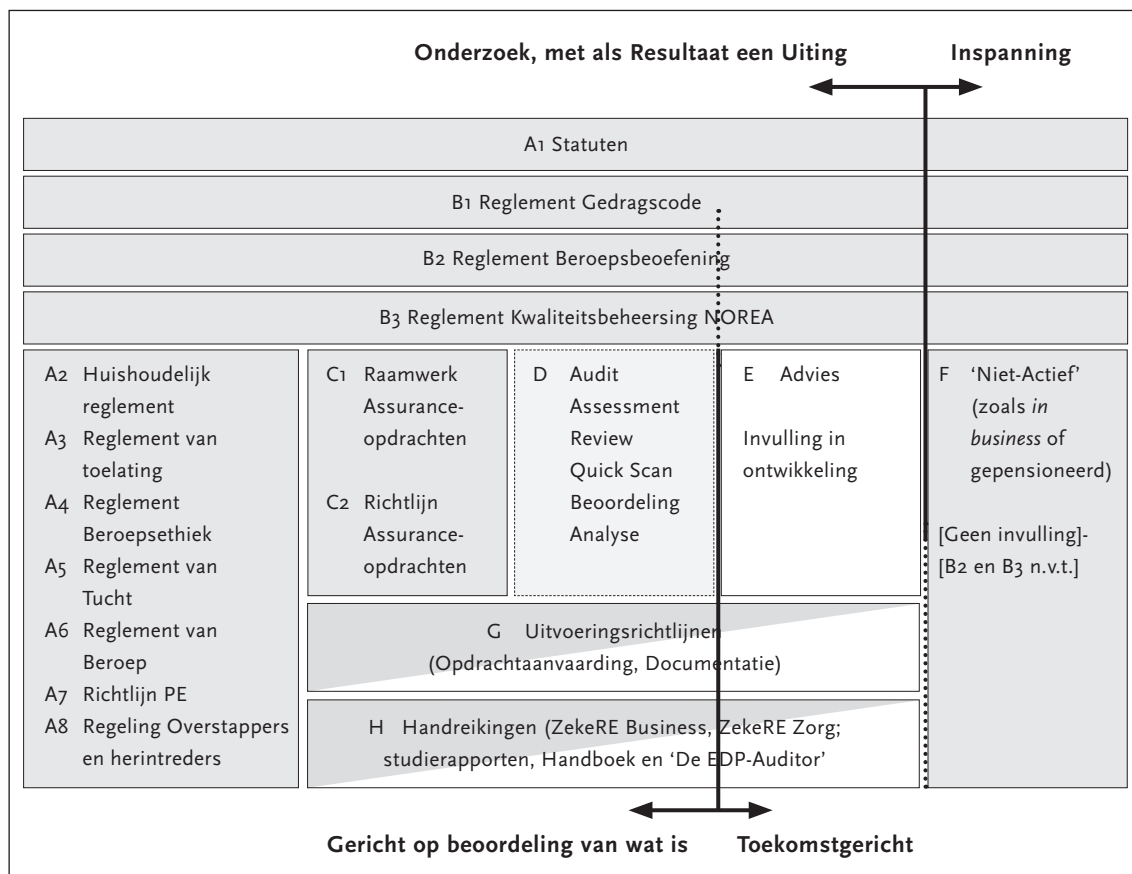 Onderzoek, met als Resultaat een Uiting
Inspanning
A1 Statuten
B1 Reglement Gedragscode
B2 Reglement Beroepsbeoefening
B3 Reglement Kwaliteitsbeheersing NOREA
A2 Huishoudelijk
reglement
A3 Reglement van
toelating
A4 Reglement
Beroepsethiek
A5 Reglement van
Tucht
A6 Reglement van
Beroep
A7 Richtlijn PE
A8 Regeling Overstappers
en herintreders
C1 Raamwerk
Assurance-
opdrachten
C2 Richtlijn
Assurance-
opdrachten
D Audit
Assessment
Review
Quick Scan
Beoordeling
Analyse
E Advies
Invulling in
ontwikkeling
F ‘Niet-Actief’
(zoals in
business of
gepensioneerd)
[Geen invulling]-
[B2 en B3 n.v.t.]
G Uitvoeringsrichtlijnen
(Opdrachtaanvaarding, Documentatie)
H Handreikingen (ZekeRE Business, ZekeRE Zorg;
studierapporten, Handboek en ‘De EDP-Auditor’
Gericht op beoordeling van wat is
Toekomstgericht